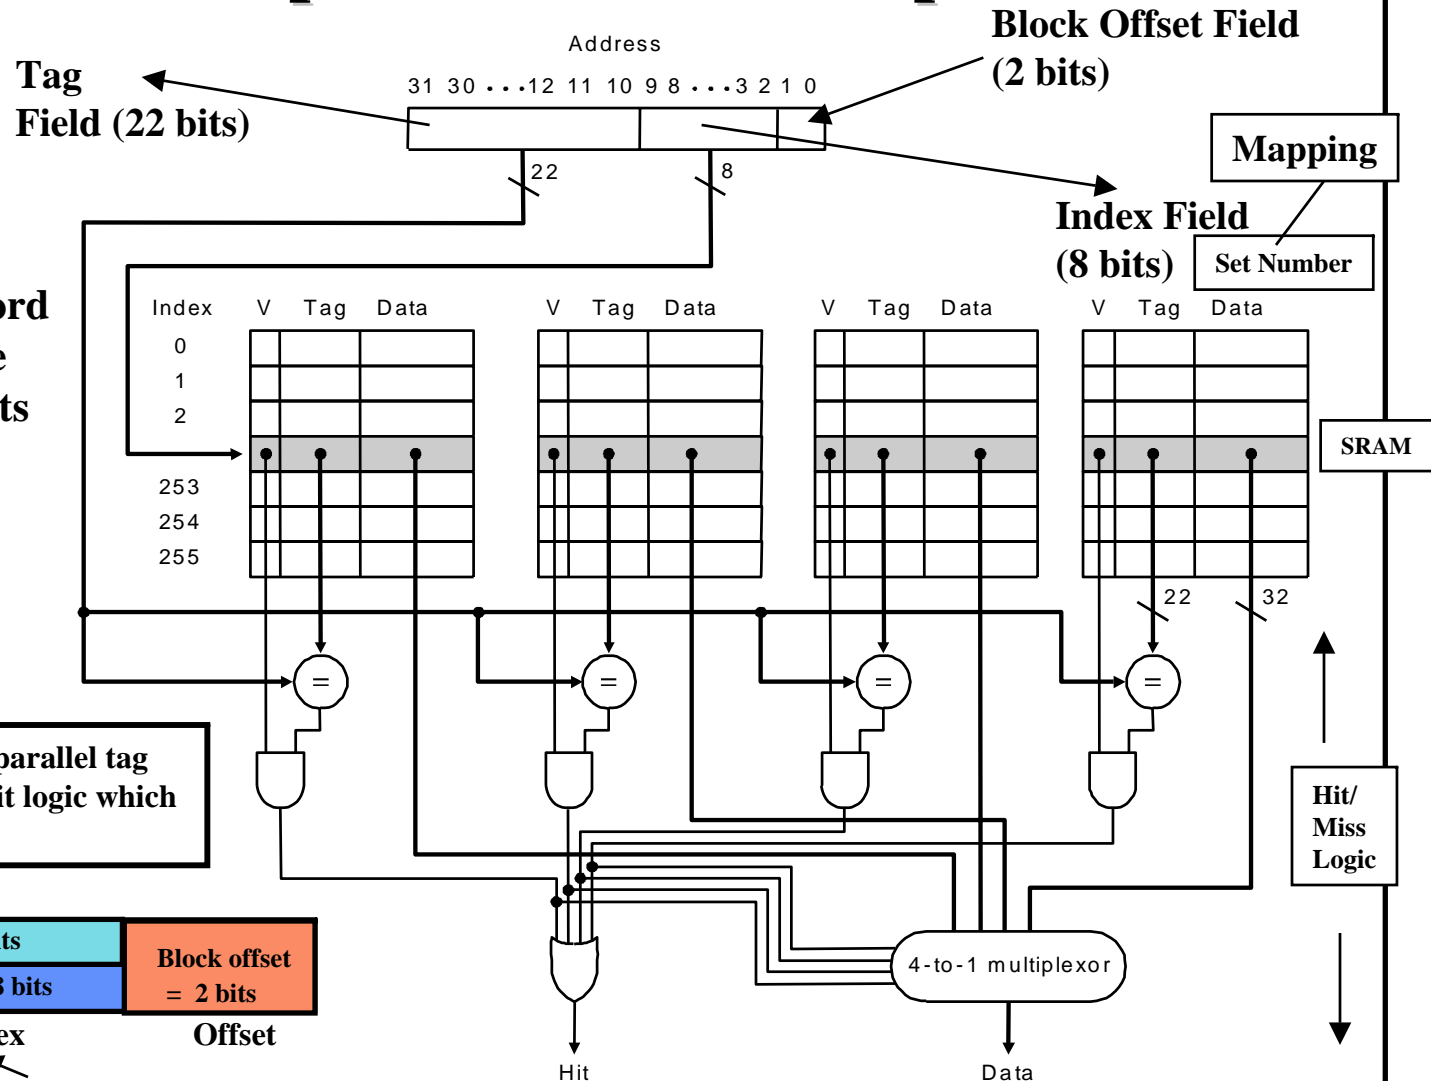 Address
Block Offset Field
(2 bits)
Tag
Field (22 bits)
31 30 • • • 12 11 10 9 8 • • • 3 2 1 0
22
8
Mapping
Index Field
(8 bits)
Set Number
Index
V Tag Data
V Tag Data
V Tag Data
V Tag Data
0
1
2
253
254
255
SRAM
22
32
=
=
=
=
parallel tag
logic which
Hit/
Miss
Logic
bits
Block offset
= 2 bits
Offset
4-to-1 multiplexor
Hit
Data